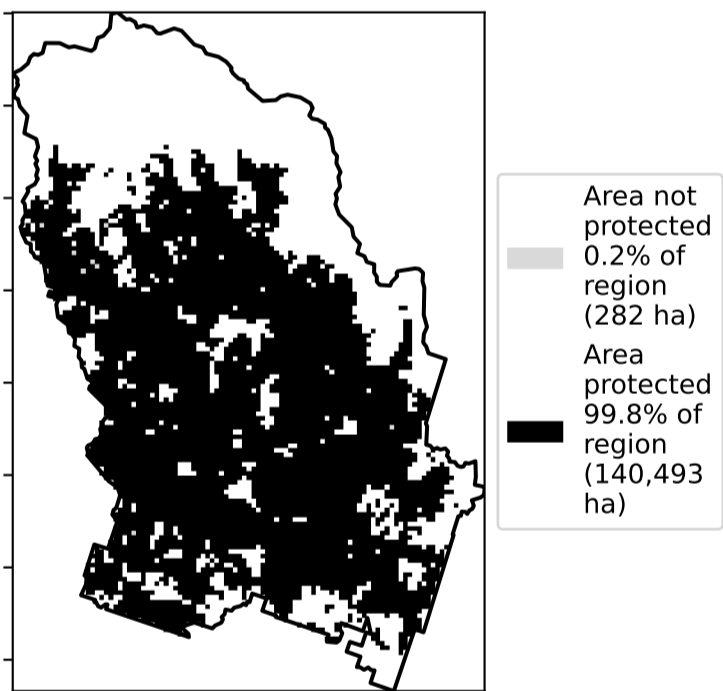 Area not
protected
0.2% of
region
(282 ha)
Area
protected
99.8% of
region
(140,493
ha)